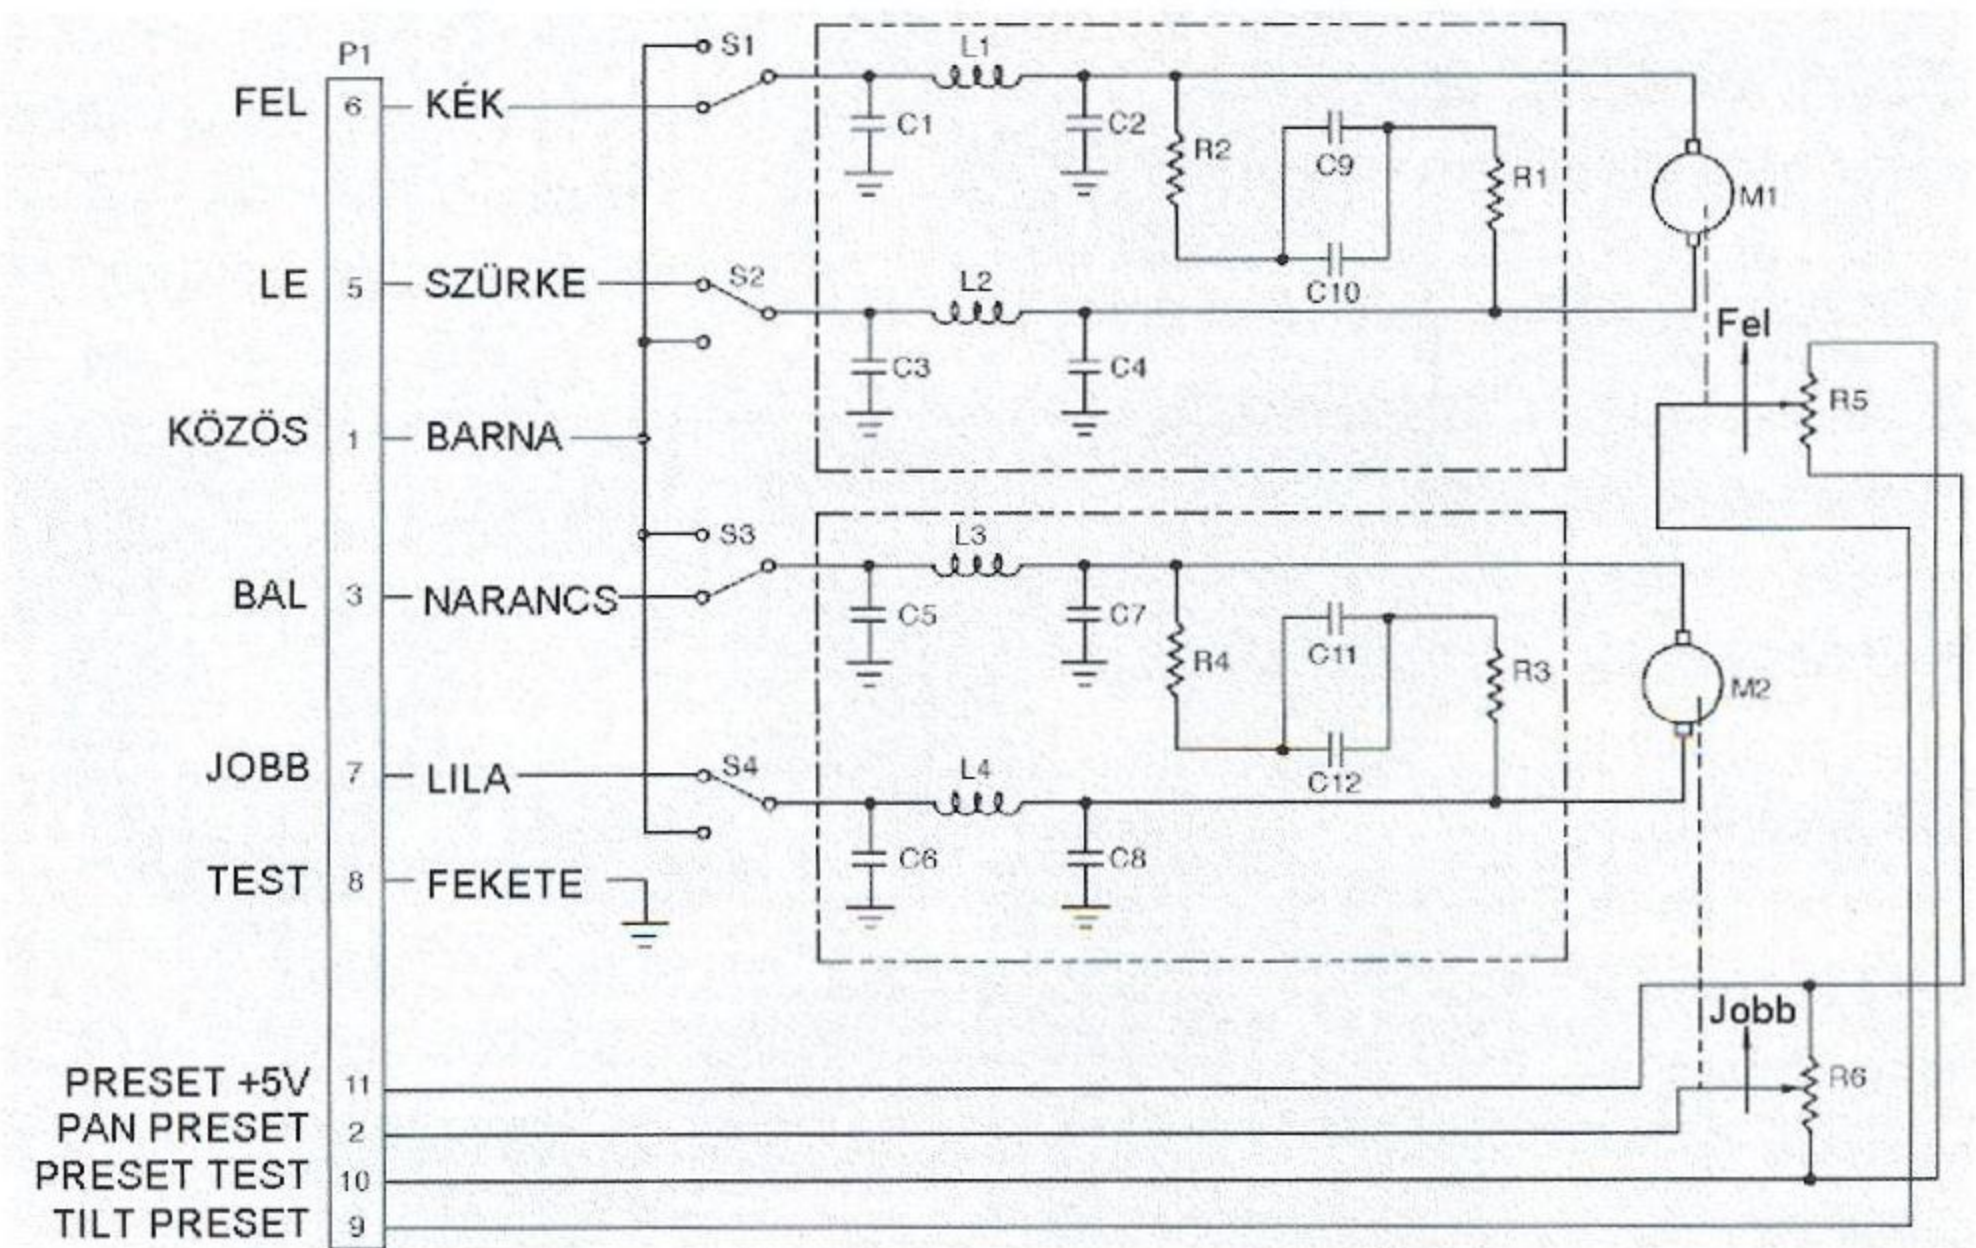 P1
FEL 6 KÉK
LE 5 SZÜRKE
KÖZÖS 1 BARNA
BAL 3 NARANCS
JOBB 7 LILA
TEST 8 FEKETE
PRESET +5V 11
PAN PRESET 2
PRESET TEST 10
TILT PRESET 9
S1
S2
S3
S4
L1
C1
C2
R2
C9
R1
C10
L2
C3
C4
M1
Fel
R5
L3
C5
C7
R4
C11
R3
C12
L4
C6
C8
M2
Jobb
R6